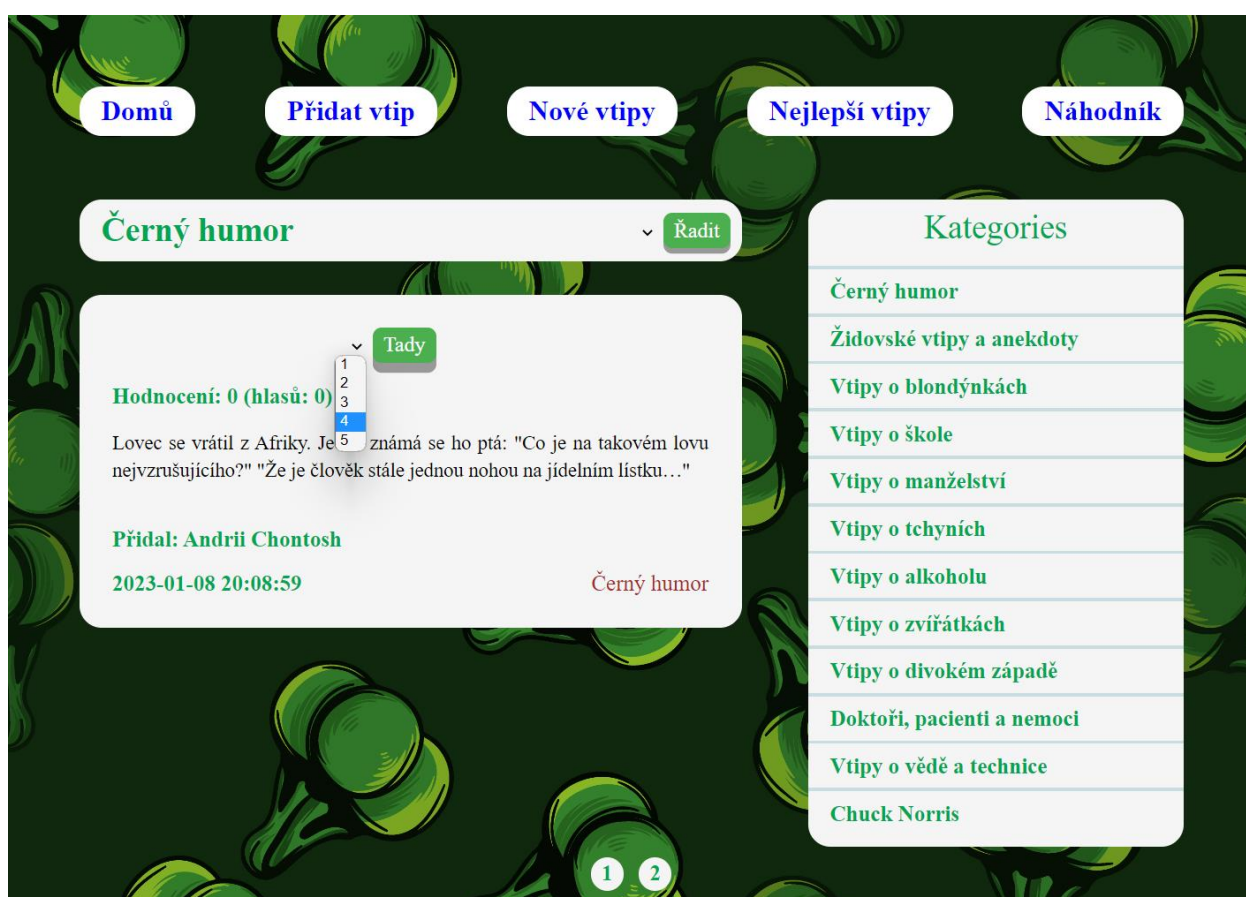 Domů
Přidat vtip
Nové vtipy
Nejlepší vtipy
Náhodník
Černý humor
Řadit
Tady
1
2
3
4
5
Hodnocení: 0 (hlasů: 0)
Lovec se vrátil z Afriky. Je známá se ho ptá: "Co je na takovém lovu
nejvzrušujícího?" "Že je člověk stále jednou nohou na jídelním lístku…"
Přidal: Andrii Chontosh
2023-01-08 20:08:59
Černý humor
Kategories
Černý humor
Židovské vtipy a anekdoty
Vtipy o blondýnkách
Vtipy o škole
Vtipy o manželství
Vtipy o tchyních
Vtipy o alkoholu
Vtipy o zvířátkách
Vtipy o divokém západě
Doktoři, pacienti a nemoci
Vtipy o vědě a technice
Chuck Norris
1 2